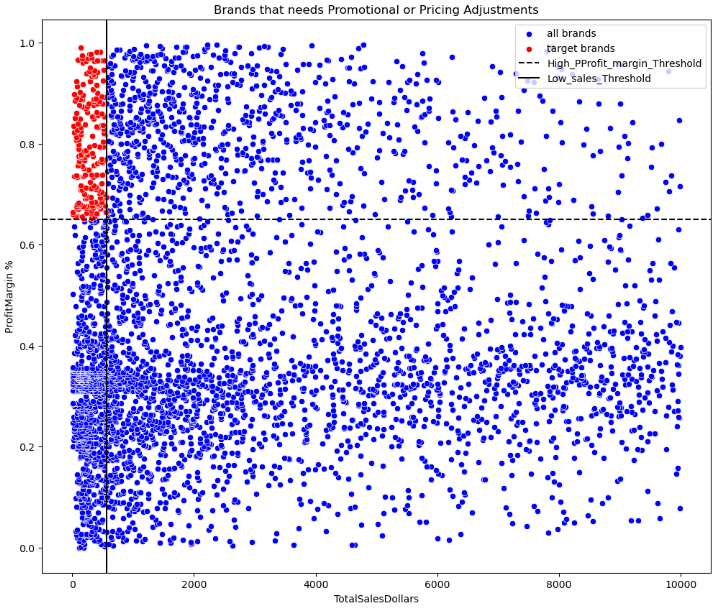 Brands that needs Promotional or Pricing Adjustments
all brands
target brands
High_PProfit_margin_Threshold
Low_sales_Threshold
ProfitMargin %
1.0
0.8
0.6
0.4
0.2
0.0
0
2000
4000
6000
8000
10000
TotalSalesDollars